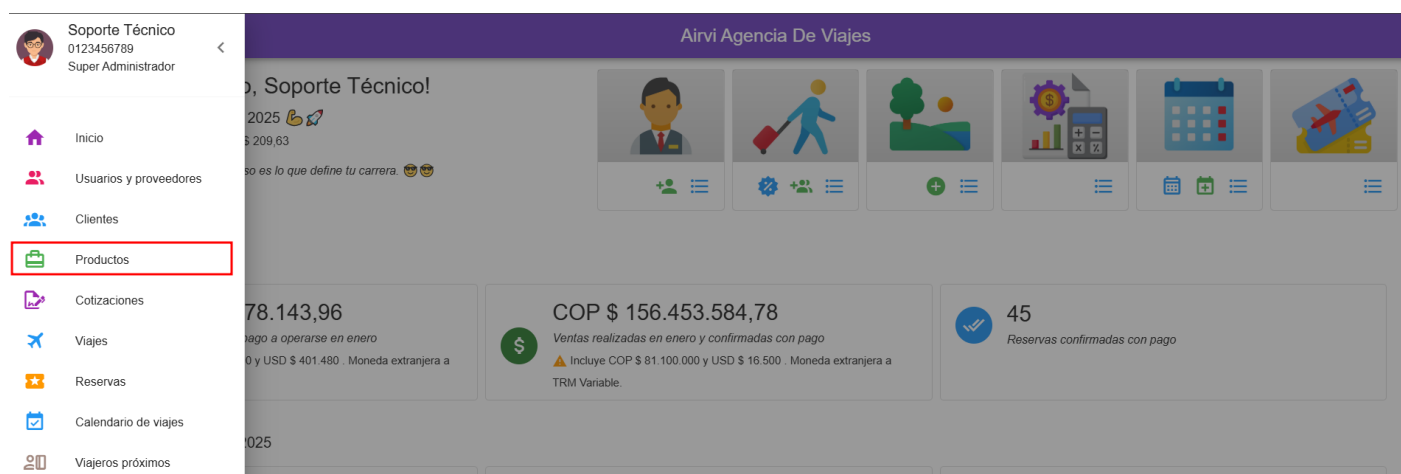 Soporte Técnico
0123456789
Super Administrador
Inicio
Usuarios y proveedores
Clientes
Productos
Cotizaciones
Viajes
Reservas
Calendario de viajes
Viajeros próximos
Airvi Agencia De Viajes
o, Soporte Técnico!
2025 💪🚀
$ 209,63
so es lo que define tu carrera. 😎😎
78.143,96
pago a operarse en enero
0 y USD $ 401.480 . Moneda extranjera a
COP $ 156.453.584,78
Ventas realizadas en enero y confirmadas con pago
⚠ Incluye COP $ 81.100.000 y USD $ 16.500 . Moneda extranjera a
TRM Variable.
45
Reservas confirmadas con pago
2025